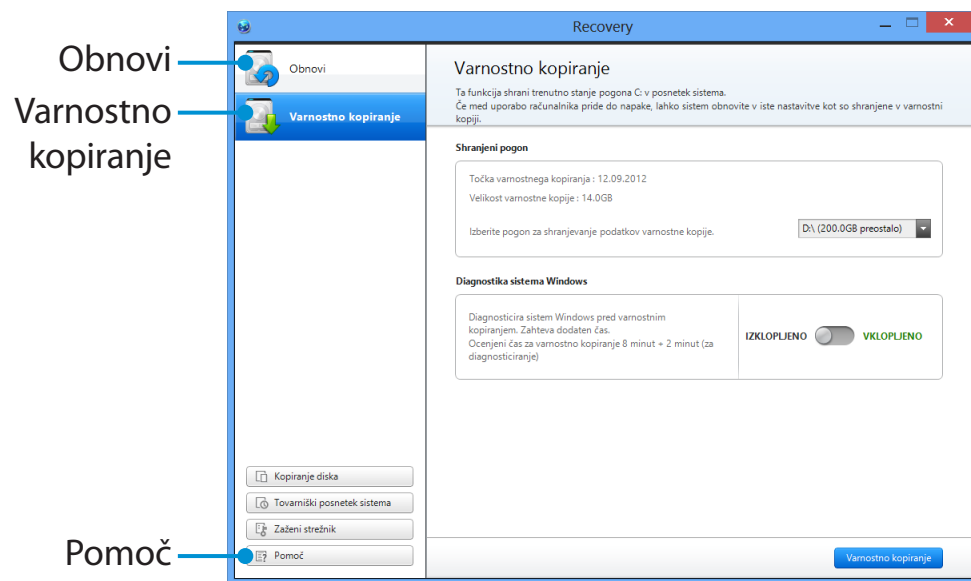 Recovery
Obnovi
Varnostno
kopiranje
Pomoč
Obnovi
Varnostno kopiranje
Kopiranje diska
Tovarniški posnetek sistema
Zaženi strežnik
Pomoč
Varnostno kopiranje
Ta funkcija shrani trenutno stanje pogona C: v posnetek sistema.
Če med uporabo računalnika pride do napake, lahko sistem obnovite v iste nastavitve kot so shranjene v varnostni
kopiji.
Shranjeni pogon
Točka varnostnega kopiranja : 12.09.2012
Velikost varnostne kopije : 14.0GB
Izberite pogon za shranjevanje podatkov varnostne kopije.
D:\ (200.0GB preostalo)
Diagnostika sistema Windows
Diagnosticira sistem Windows pred varnostnim
kopiranjem. Zahteva dodaten čas.
Ocenjeni čas za varnostno kopiranje 8 minut + 2 minut (za
diagnosticiranje)
IZKLOPLJENO
VKLOPLJENO
Varnostno kopiranje